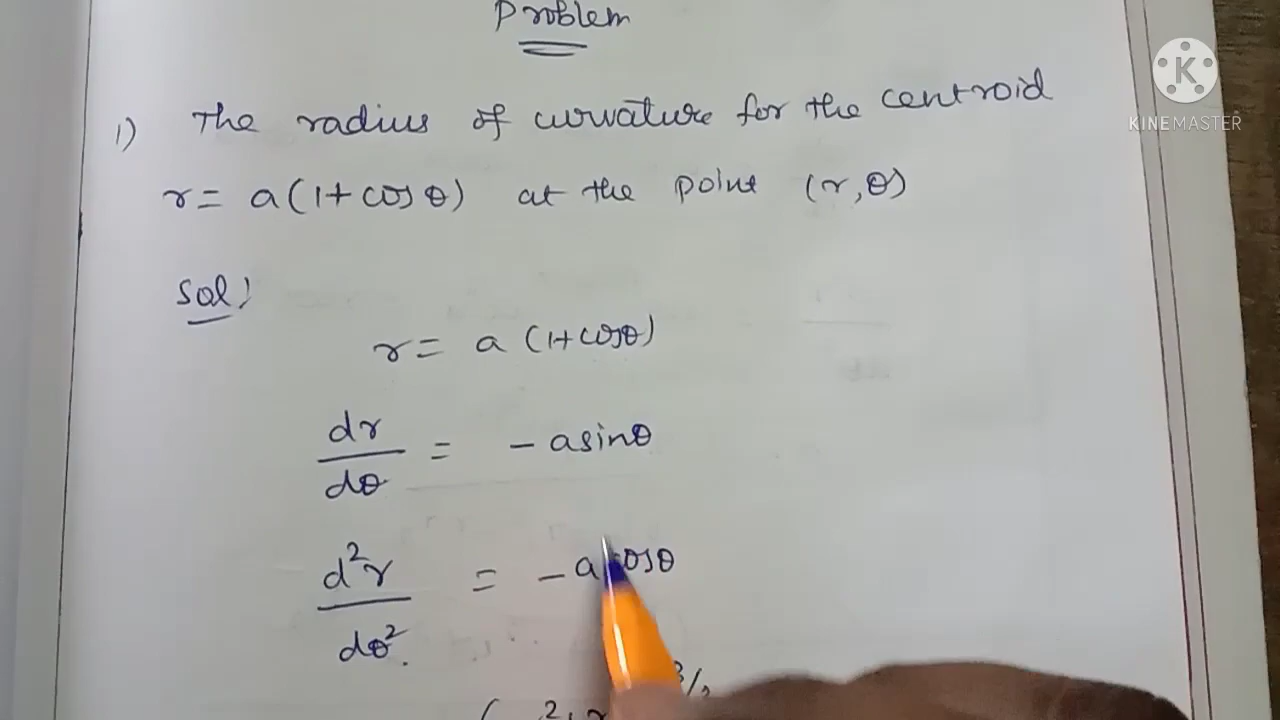 Problem
KINEMASTER
1) The radius of curvature for the centroid
r = a(1+cosθ) at the point (r,θ)
Sol:
r = a (1+cosθ)
dr/dθ = - asinθ
d²r/dθ² = - acosθ